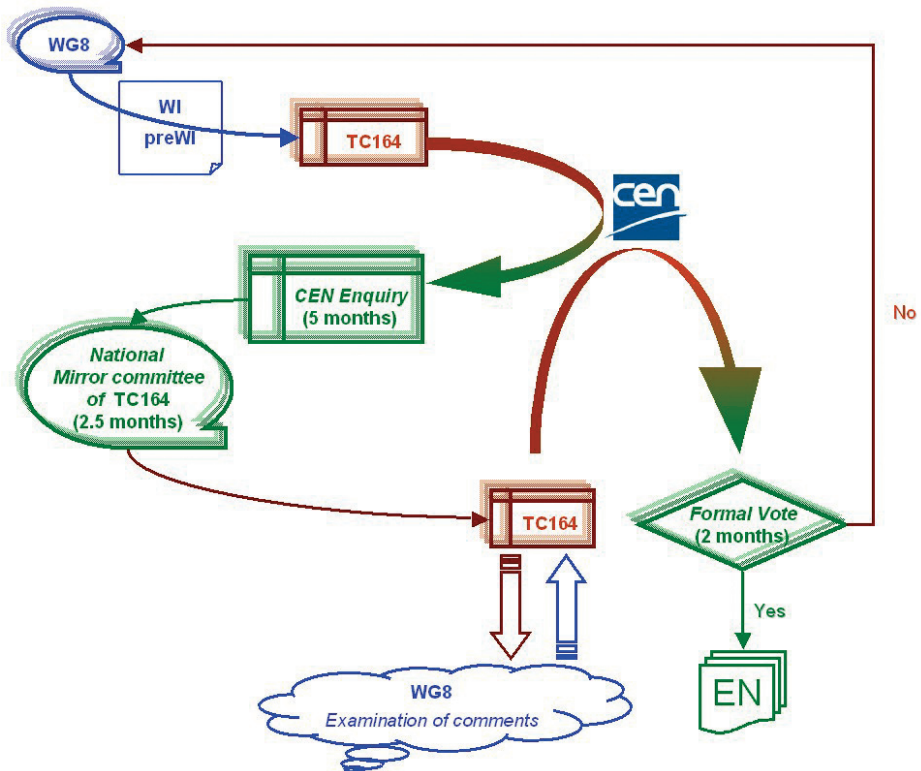 WG8
WI
preWI
TC164
cen
CEN Enquiry
(5 months)
No
National
Mirror committee
of TC164
(2.5 months)
TC164
Formal Vote
(2 months)
Yes
EN
WG8
Examination of comments